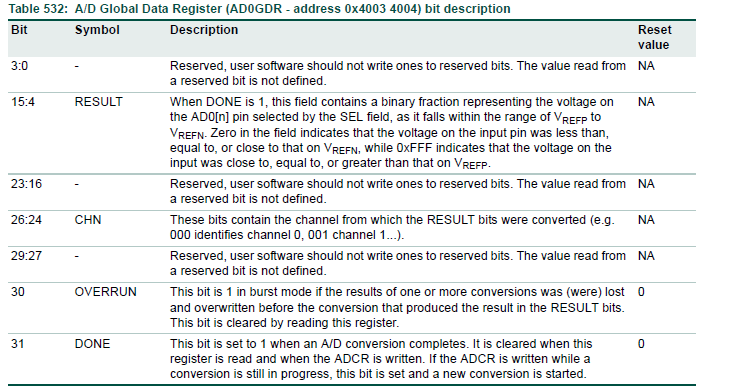 Table 532: A/D Global Data Register (AD0GDR - address 0x4003 4004) bit description
Bit Symbol Description Reset value
3:0 - Reserved, user software should not write ones to reserved bits. The value read from NA
a reserved bit is not defined.
15:4 RESULT When DONE is 1, this field contains a binary fraction representing the voltage on NA
the AD0[n] pin selected by the SEL field, as it falls within the range of VREFP to
VREFN. Zero in the field indicates that the voltage on the input pin was less than,
equal to, or close to that on VREFN, while 0xFFF indicates that the voltage on the
input was close to, equal to, or greater than that on VREFP.
23:16 - Reserved, user software should not write ones to reserved bits. The value read from NA
a reserved bit is not defined.
26:24 CHN These bits contain the channel from which the RESULT bits were converted (e.g. NA
000 identifies channel 0, 001 channel 1...).
29:27 - Reserved, user software should not write ones to reserved bits. The value read from NA
a reserved bit is not defined.
30 OVERRUN This bit is 1 in burst mode if the results of one or more conversions was (were) lost 0
and overwritten before the conversion that produced the result in the RESULT bits.
This bit is cleared by reading this register.
31 DONE This bit is set to 1 when an A/D conversion completes. It is cleared when this 0
register is read and when the ADCR is written. If the ADCR is written while a
conversion is still in progress, this bit is set and a new conversion is started.